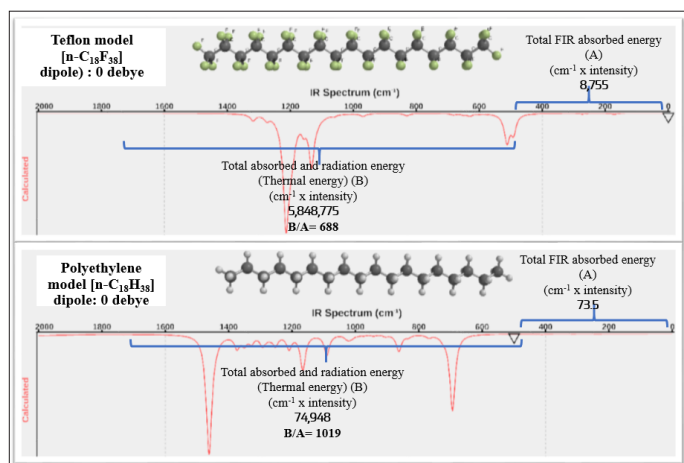 Teflon model
[n-C18F38]
dipole) : 0 debye
Total FIR absorbed energy
(A)
(cm⁻¹ x intensity)
8,755
IR Spectrum (cm⁻¹)
2000 1600 1400 1200 1000 800 600 400 200 0
Calculated
Total absorbed and radiation energy
(Thermal energy) (B)
(cm⁻¹ x intensity)
5,848,775
B/A= 688
Polyethylene
model [n-C18H38]
dipole: 0 debye
Total FIR absorbed energy
(A)
(cm⁻¹ x intensity)
73.5
IR Spectrum (cm⁻¹)
2000 1600 1400 1200 1000 800 600 400 200 0
Calculated
Total absorbed and radiation energy
(Thermal energy) (B)
(cm⁻¹ x intensity)
74,948
B/A= 1019